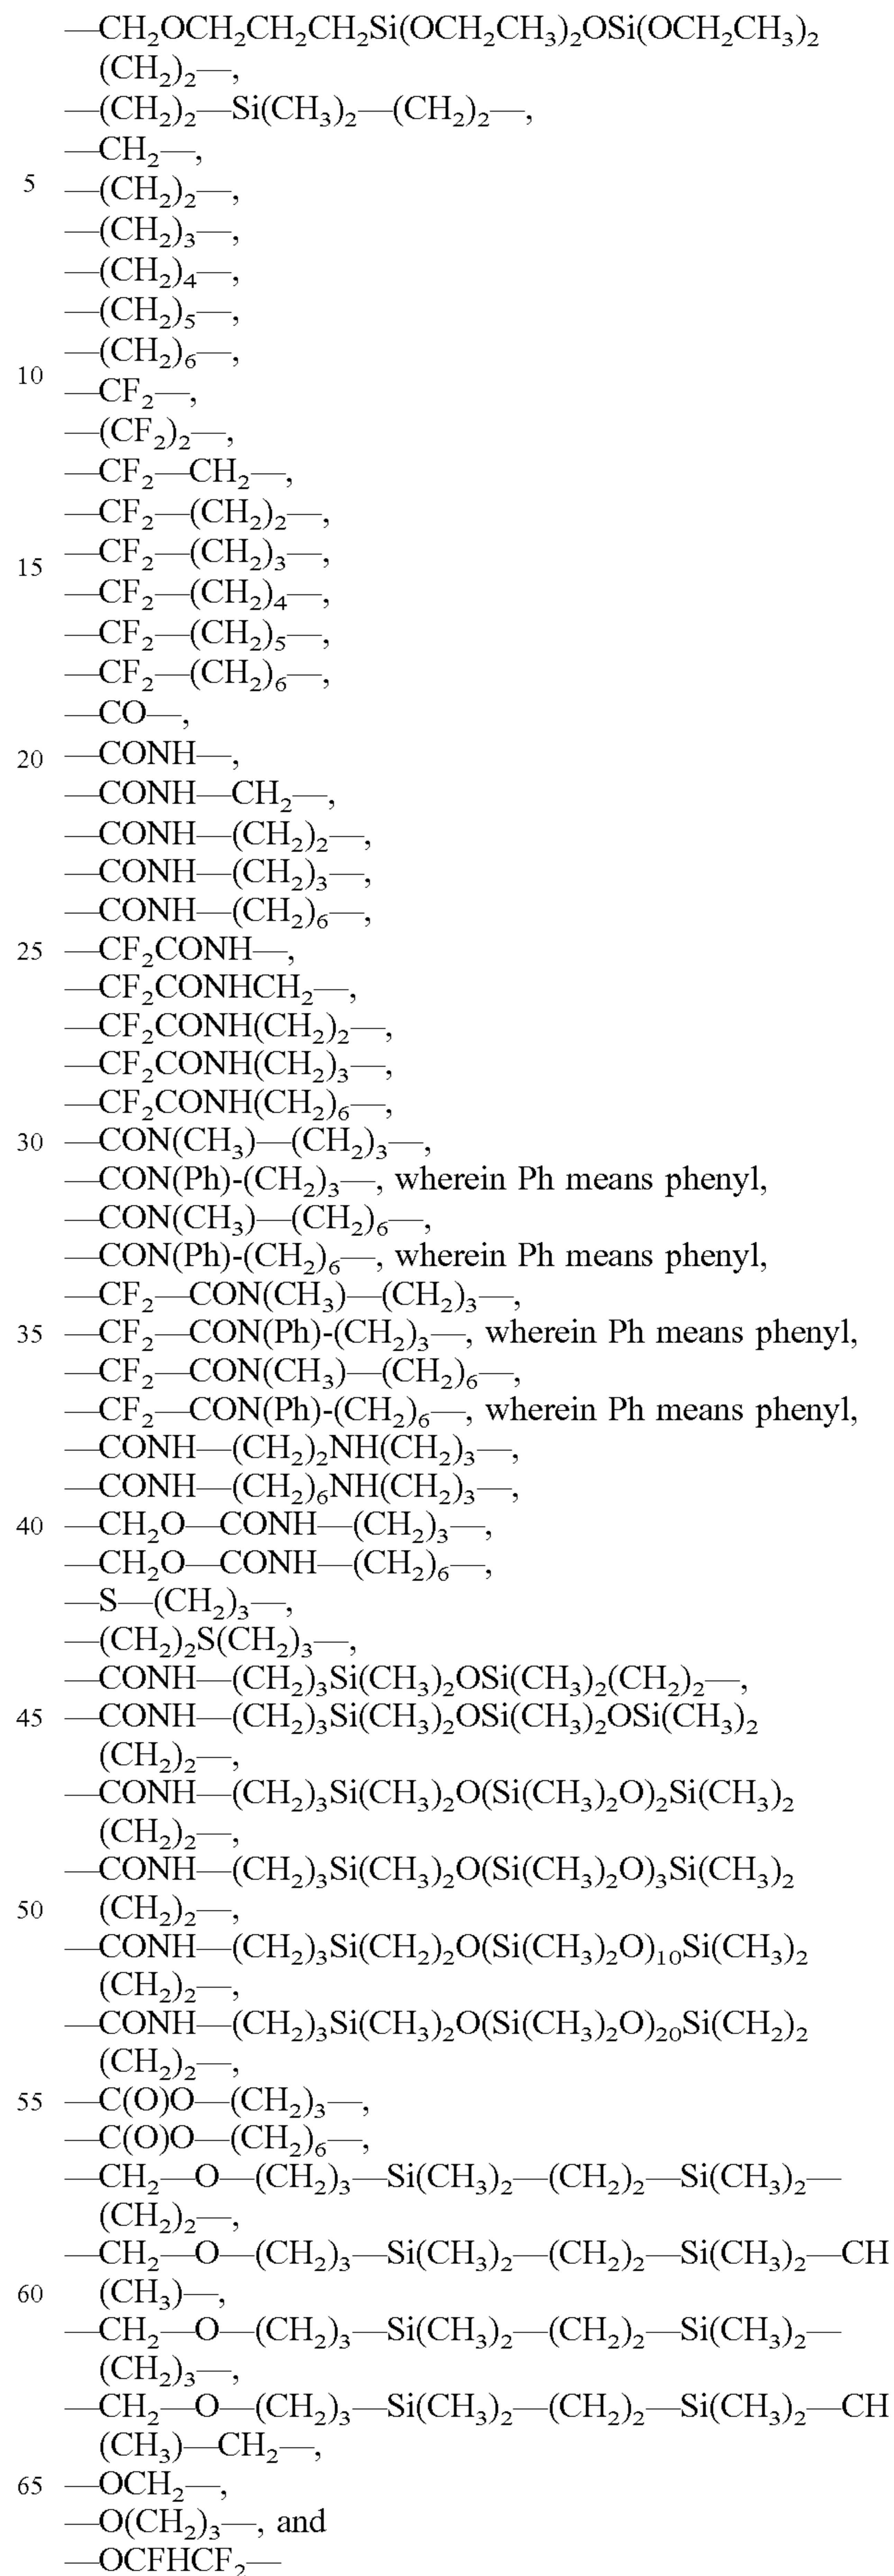 —CH₂OCH₂CH₂CH₂Si(OCH₂CH₃)₂OSi(OCH₂CH₃)₂
(CH₂)₂—,
—(CH₂)₂—Si(CH₃)₂—(CH₂)₂—,
—CH₂—,
5 —(CH₂)₂—,
—(CH₂)₃—,
—(CH₂)₄—,
—(CH₂)₅—,
—(CH₂)₆—,
10 —CF₂—,
—(CF₂)₂—,
—CF₂—CH₂—,
—CF₂—(CH₂)₂—,
—CF₂—(CH₂)₃—,
15 —CF₂—(CH₂)₄—,
—CF₂—(CH₂)₅—,
—CF₂—(CH₂)₆—,
—CO—,
20 —CONH—,
—CONH—CH₂—,
—CONH—(CH₂)₂—,
—CONH—(CH₂)₃—,
—CONH—(CH₂)₆—,
25 —CF₂CONH—,
—CF₂CONHCH₂—,
—CF₂CONH(CH₂)₂—,
—CF₂CONH(CH₂)₃—,
—CF₂CONH(CH₂)₆—,
30 —CON(CH₃)—(CH₂)₃—,
—CON(Ph)-(CH₂)₃—, wherein Ph means phenyl,
—CON(CH₃)—(CH₂)₆—,
—CON(Ph)-(CH₂)₆—, wherein Ph means phenyl,
—CF₂—CON(CH₃)—(CH₂)₃—,
35 —CF₂—CON(Ph)-(CH₂)₃—, wherein Ph means phenyl,
—CF₂—CON(CH₃)—(CH₂)₆—,
—CF₂—CON(Ph)-(CH₂)₆—, wherein Ph means phenyl,
—CONH—(CH₂)₂NH(CH₂)₃—,
—CONH—(CH₂)₆NH(CH₂)₃—,
40 —CH₂O—CONH—(CH₂)₃—,
—CH₂O—CONH—(CH₂)₆—,
—S—(CH₂)₃—,
—(CH₂)₂S(CH₂)₃—,
—CONH—(CH₂)₃Si(CH₃)₂OSi(CH₃)₂(CH₂)₂—,
45 —CONH—(CH₂)₃Si(CH₃)₂OSi(CH₃)₂OSi(CH₃)₂
(CH₂)₂—,
—CONH—(CH₂)₃Si(CH₃)₂O(Si(CH₃)₂O)₂Si(CH₃)₂
(CH₂)₂—,
—CONH—(CH₂)₃Si(CH₃)₂O(Si(CH₃)₂O)₃Si(CH₃)₂
50 (CH₂)₂—,
—CONH—(CH₂)₃Si(CH₂)₂O(Si(CH₃)₂O)₁₀Si(CH₃)₂
(CH₂)₂—,
—CONH—(CH₂)₃Si(CH₃)₂O(Si(CH₃)₂O)₂₀Si(CH₂)₂
(CH₂)₂—,
55 —C(O)O—(CH₂)₃—,
—C(O)O—(CH₂)₆—,
—CH₂—O—(CH₂)₃—Si(CH₃)₂—(CH₂)₂—Si(CH₃)₂—
(CH₂)₂—,
—CH₂—O—(CH₂)₃—Si(CH₃)₂—(CH₂)₂—Si(CH₃)₂—CH
60 (CH₃)—,
—CH₂—O—(CH₂)₃—Si(CH₃)₂—(CH₂)₂—Si(CH₃)₂—
(CH₂)₃—,
—CH₂—O—(CH₂)₃—Si(CH₃)₂—(CH₂)₂—Si(CH₃)₂—CH
(CH₃)—CH₂—,
65 —OCH₂—,
—O(CH₂)₃—, and
—OCFHCF₂—